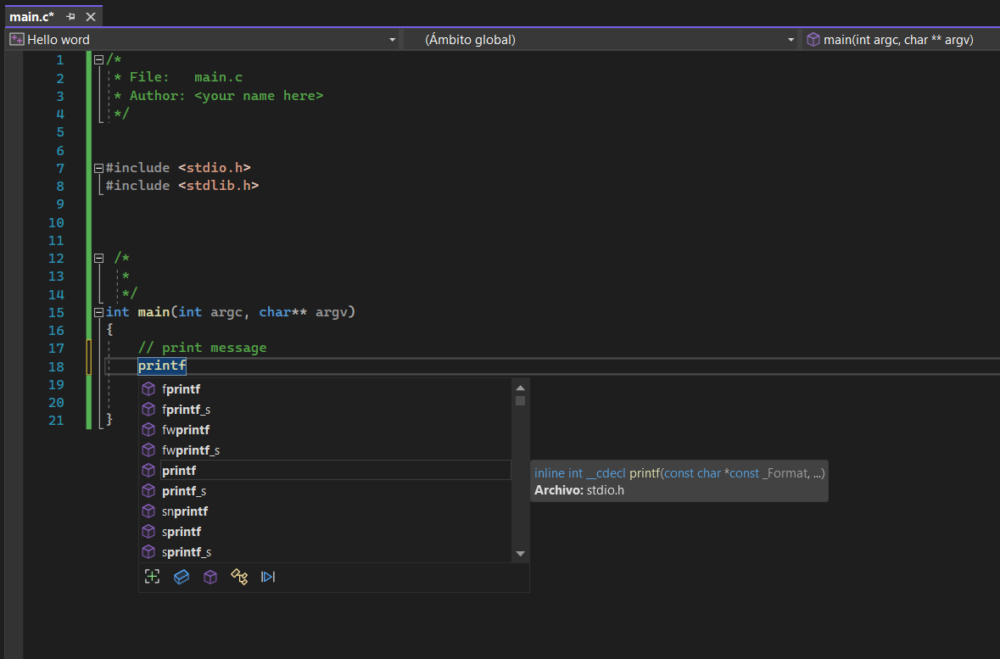 main.c*
Hello word (Ámbito global) main(int argc, char ** argv)
1 /*
2 * File:   main.c
3 * Author: <your name here>
4 */
5
6
7 #include <stdio.h>
8 #include <stdlib.h>
9
10
11
12 /*
13 *
14 */
15 int main(int argc, char** argv)
16 {
17 // print message
18 printf
19
20
21 }
fprintf
fprintf_s
fwprintf
fwprintf_s
printf
printf_s
snprintf
sprintf
sprintf_s
inline int __cdecl printf(const char *const _Format, ...)
Archivo: stdio.h